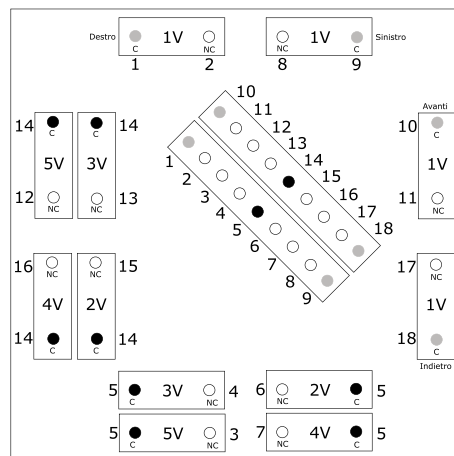 Destro 1V 1V Sinistro
C NC NC C
1 2 8 9
10
11
12
13
14
15
16
17
18
1
2
3
4
5
6
7
8
9
14 C C 14
5V 3V
12 NC NC 13
Avanti
10 C
1V
11 NC
16 NC NC 15
4V 2V
14 C C 14
17 NC
1V
18 C
Indietro
5 C 3V NC 4
6 NC 2V C 5
5 C 5V NC 3
7 NC 4V C 5